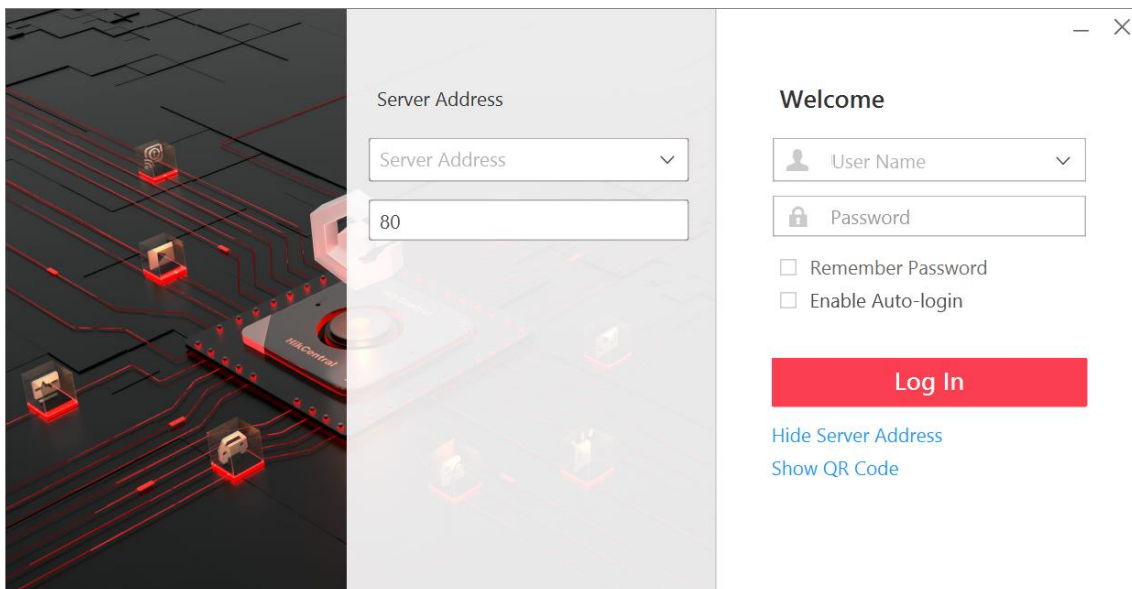 Server Address
Server Address
80
HikCentral
Welcome
User Name
Password
Remember Password
Enable Auto-login
Log In
Hide Server Address
Show QR Code